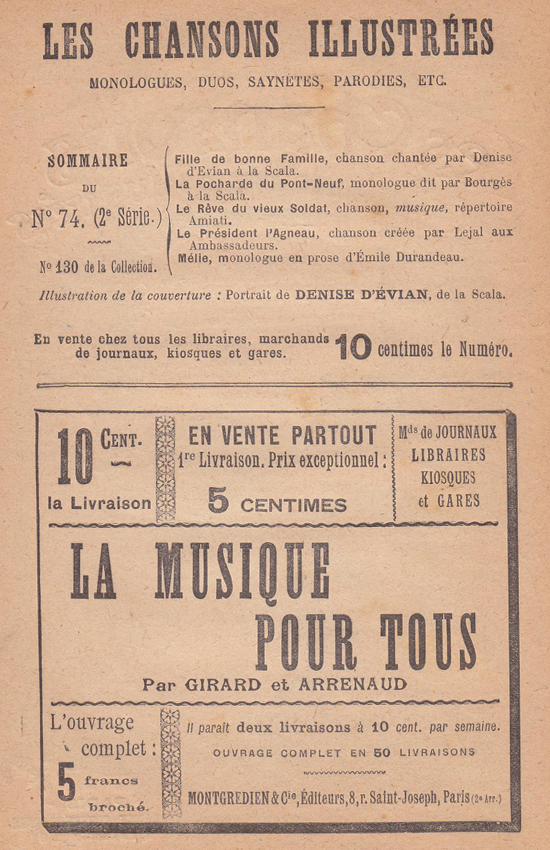 LES CHANSONS ILLUSTRÉES
MONOLOGUES, DUOS, SAYNETES, PARODIES, ETC.
SOMMAIRE
DU
N° 74. (2e Série.)
N° 130 de la Collection.
Fille de bonne Famille, chanson chantée par Denise
d'Evian à la Scala.
La Pocharde du Pont-Neuf, monologue dit par Bourgès
à la Scala.
Le Rêve du vieux Soldat, chanson, musique, répertoire
Amiati.
Le Président l'Agneau, chanson créée par Lejal aux
Ambassadeurs.
Mélie, monologue en prose d'Émile Durandeau.
Illustration de la couverture : Portrait de DENISE D'ÉVIAN, de la Scala.
En vente chez tous les libraires, marchands
de journaux, kiosques et gares.
10 centimes le Numéro.
10 CENT.
la Livraison
EN VENTE PARTOUT
1re Livraison. Prix exceptionnel :
5 CENTIMES
Mds de JOURNAUX
LIBRAIRES
KIOSQUES
et GARES
LA MUSIQUE
POUR TOUS
Par GIRARD et ARRENAUD
L'ouvrage
complet :
5 francs
broché.
Il paraît deux livraisons à 10 cent. par semaine.
OUVRAGE COMPLET EN 50 LIVRAISONS
MONTGREDIEN & Cie, Éditeurs, 8, r. Saint-Joseph, Paris (2e Arr.)